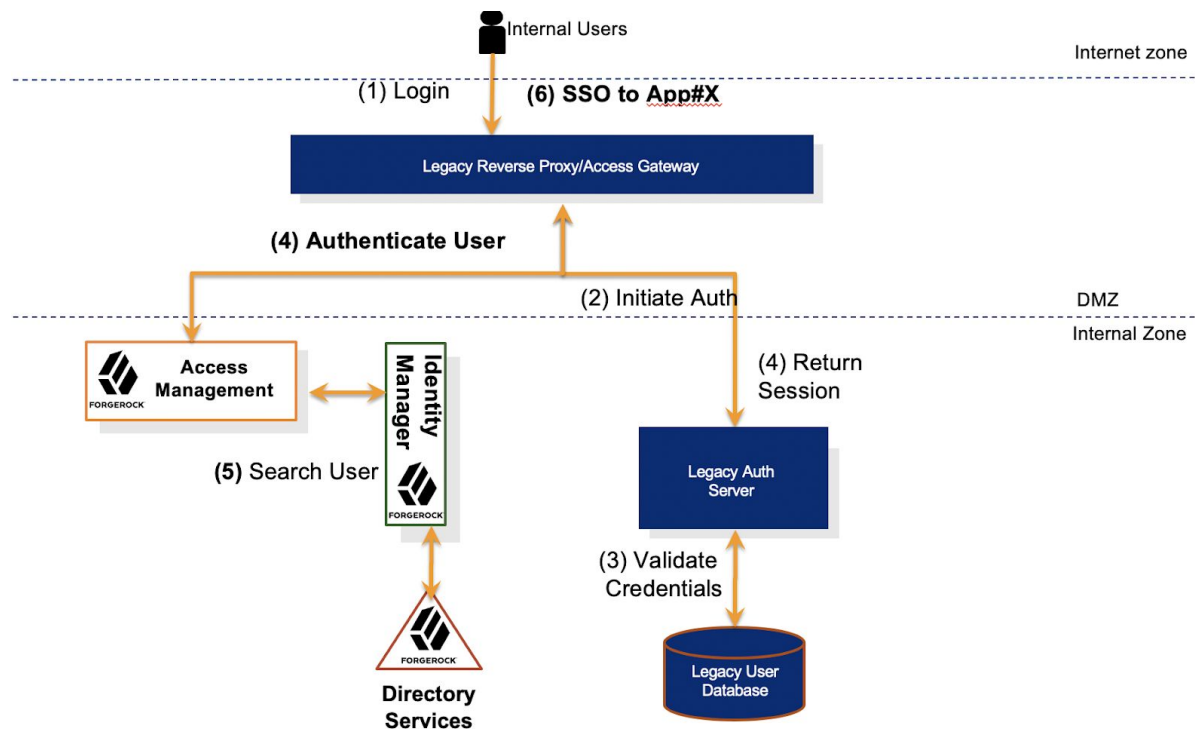 Internal Users
Internet zone
(1) Login
(6) SSO to App#X
Legacy Reverse Proxy/Access Gateway
(4) Authenticate User
(2) Initiate Auth
DMZ
Internal Zone
Access
Management
FORGEROCK
Identity
Manager
FORGEROCK
(4) Return
Session
(5) Search User
Legacy Auth
Server
(3) Validate
Credentials
FORGEROCK
Directory
Services
Legacy User
Database